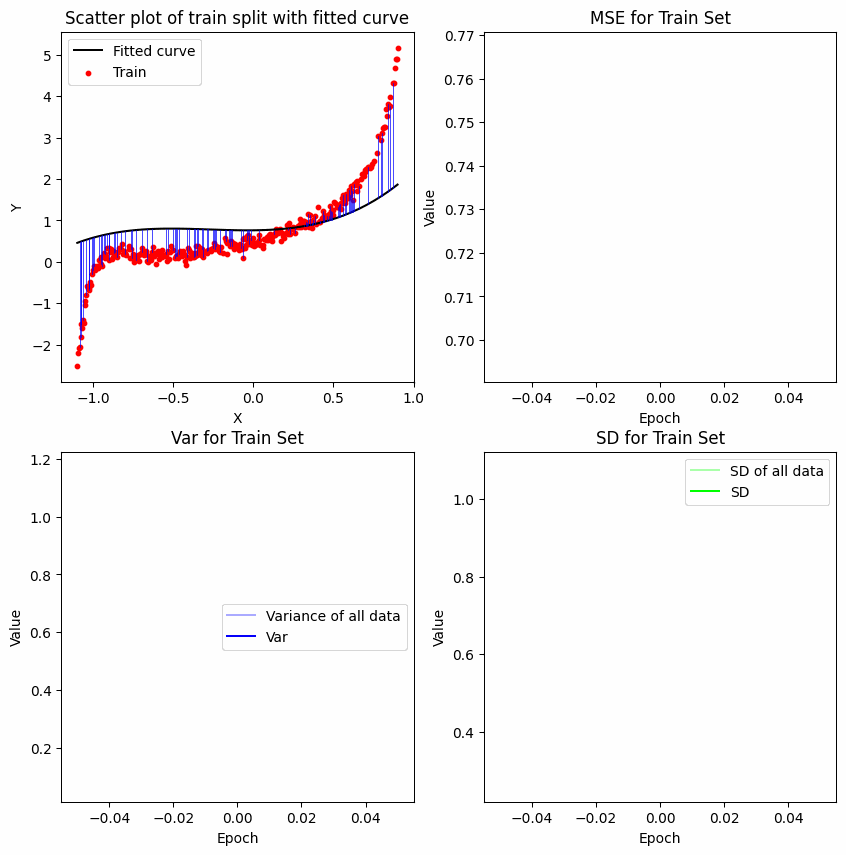 Scatter plot of train split with fitted curve
Fitted curve
Train
5
4
3
2
1
0
−1
−2
Y
−1.0 −0.5 0.0 0.5 1.0
X
MSE for Train Set
0.77
0.76
0.75
0.74
0.73
0.72
0.71
0.70
Value
−0.04 −0.02 0.00 0.02 0.04
Epoch
Var for Train Set
1.2
1.0
0.8
0.6
0.4
0.2
Value
Variance of all data
Var
−0.04 −0.02 0.00 0.02 0.04
Epoch
SD for Train Set
SD of all data
SD
1.0
0.8
0.6
0.4
Value
−0.04 −0.02 0.00 0.02 0.04
Epoch